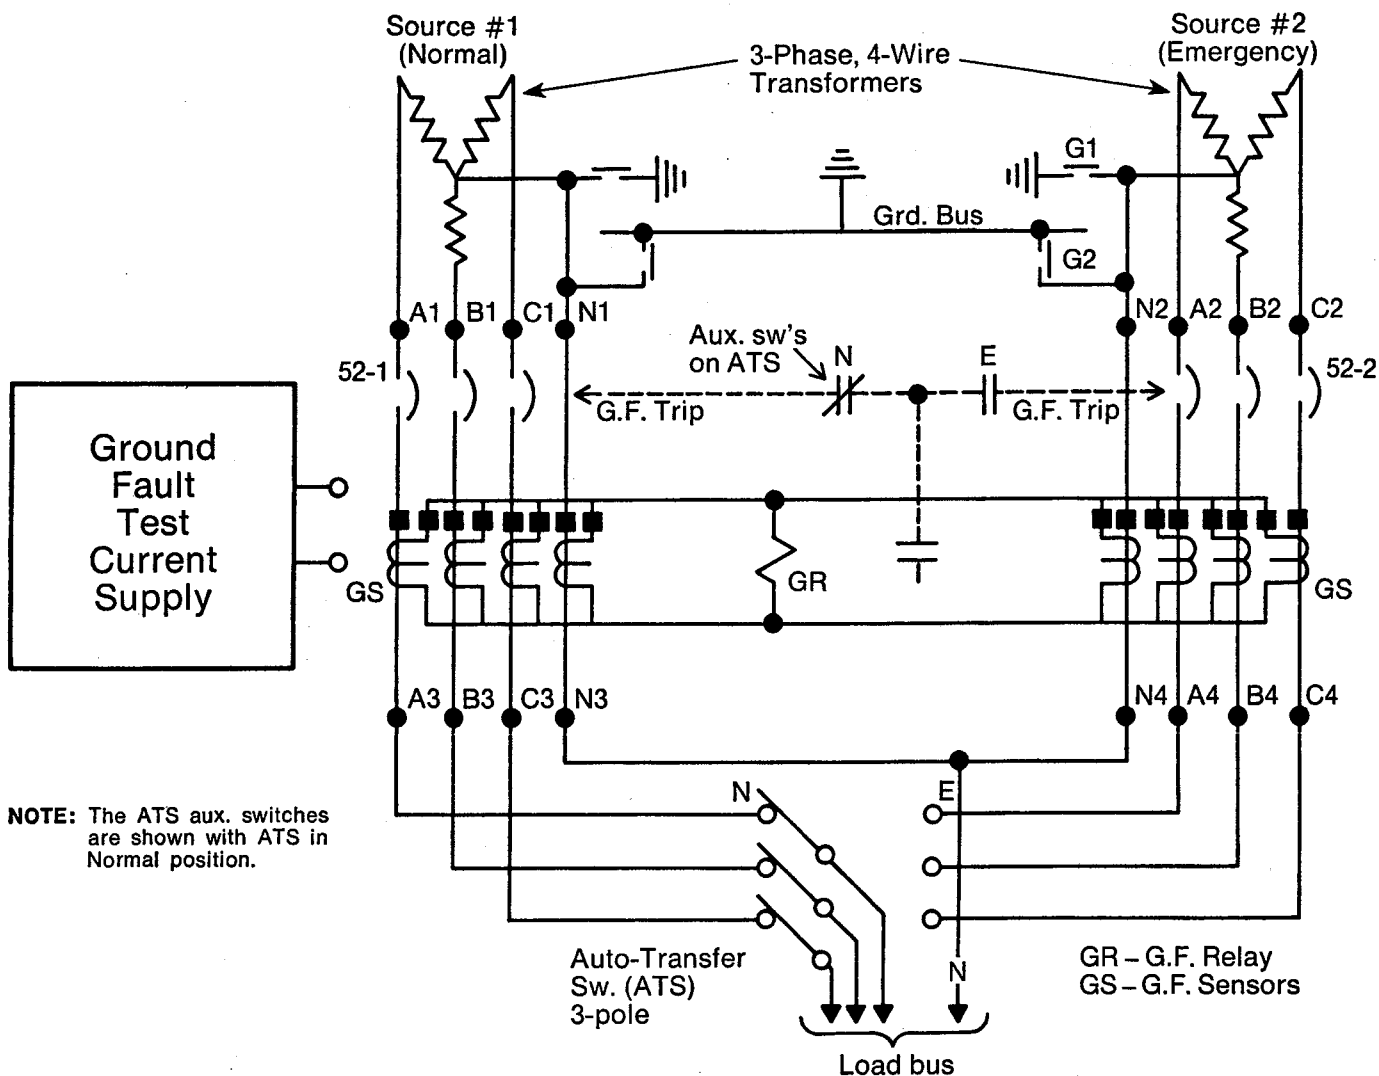 Source #1
(Normal)
3-Phase, 4-Wire
Transformers
Source #2
(Emergency)
G1
Grd. Bus
G2
A1
B1
C1
N1
N2
A2
B2
C2
52-1
Aux. sw's
on ATS
N
E
52-2
G.F. Trip
G.F. Trip
Ground
Fault
Test
Current
Supply
GS
GR
GS
A3
B3
C3
N3
N4
A4
B4
C4
N
E
NOTE: The ATS aux. switches
are shown with ATS in
Normal position.
Auto-Transfer
Sw. (ATS)
3-pole
N
GR – G.F. Relay
GS – G.F. Sensors
Load bus